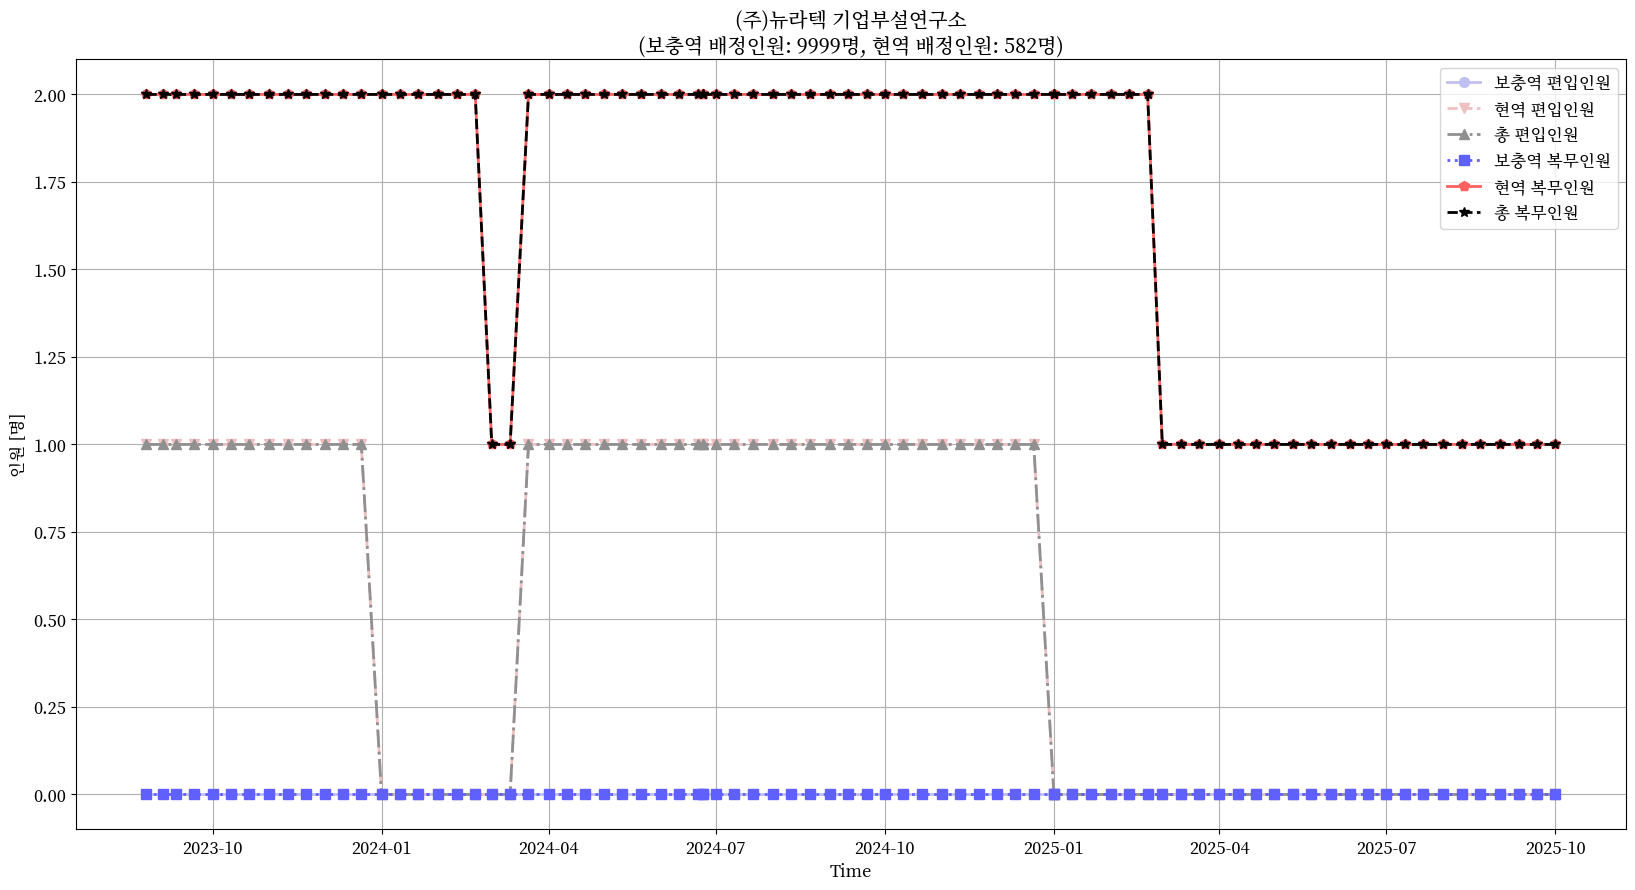 (주)뉴라텍 기업부설연구소
(보충역 배정인원: 9999명, 현역 배정인원: 582명)
보충역 편입인원
현역 편입인원
총 편입인원
보충역 복무인원
현역 복무인원
총 복무인원
2.00
1.75
1.50
1.25
1.00
0.75
0.50
0.25
0.00
인원 [명]
2023-10
2024-01
2024-04
2024-07
2024-10
2025-01
2025-04
2025-07
2025-10
Time